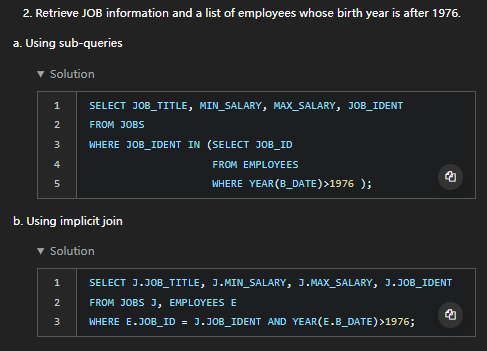 2. Retrieve JOB information and a list of employees whose birth year is after 1976.
a. Using sub-queries
▼ Solution
1 SELECT JOB_TITLE, MIN_SALARY, MAX_SALARY, JOB_IDENT
2 FROM JOBS
3 WHERE JOB_IDENT IN (SELECT JOB_ID
4 FROM EMPLOYEES
5 WHERE YEAR(B_DATE)>1976 );
b. Using implicit join
▼ Solution
1 SELECT J.JOB_TITLE, J.MIN_SALARY, J.MAX_SALARY, J.JOB_IDENT
2 FROM JOBS J, EMPLOYEES E
3 WHERE E.JOB_ID = J.JOB_IDENT AND YEAR(E.B_DATE)>1976;